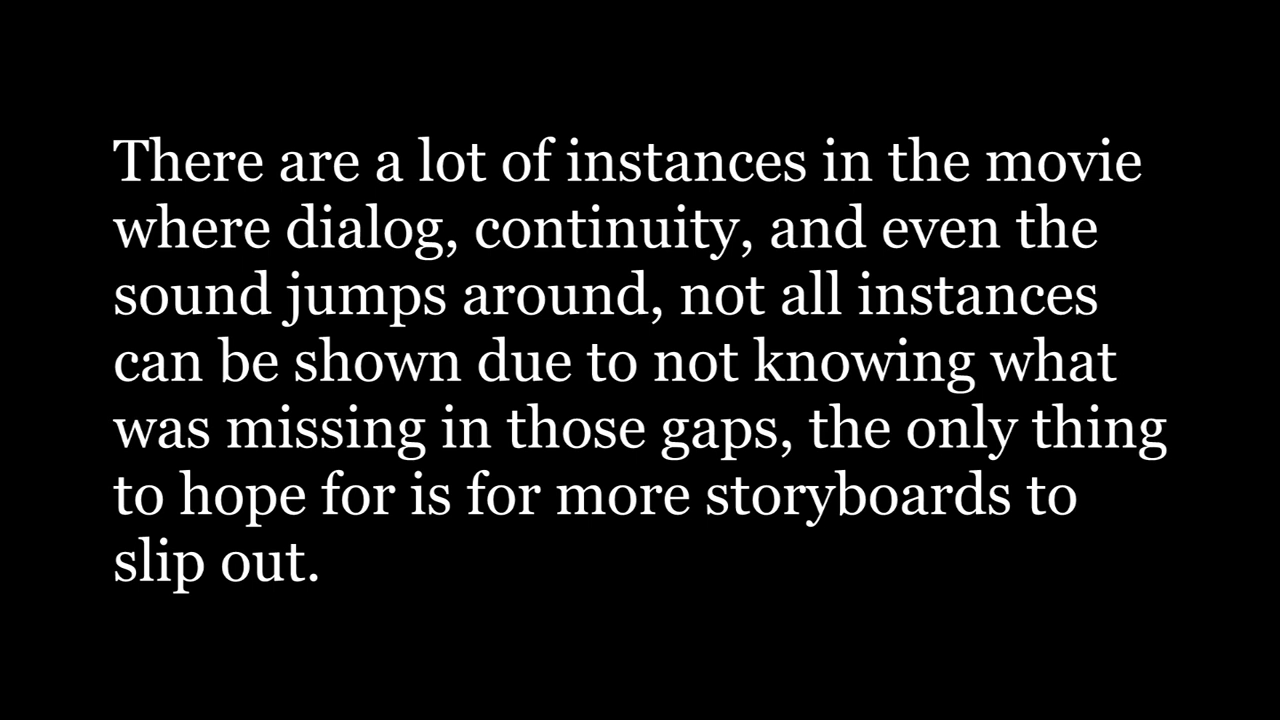 There are a lot of instances in the movie
where dialog, continuity, and even the
sound jumps around, not all instances
can be shown due to not knowing what
was missing in those gaps, the only thing
to hope for is for more storyboards to
slip out.